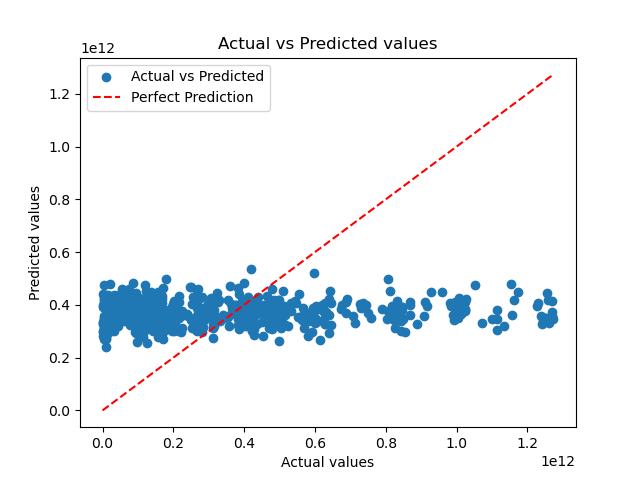 Actual vs Predicted values
1e12
Actual vs Predicted
Perfect Prediction
1.2
1.0
0.8
0.6
0.4
0.2
0.0
Predicted values
0.0 0.2 0.4 0.6 0.8 1.0 1.2
Actual values
1e12